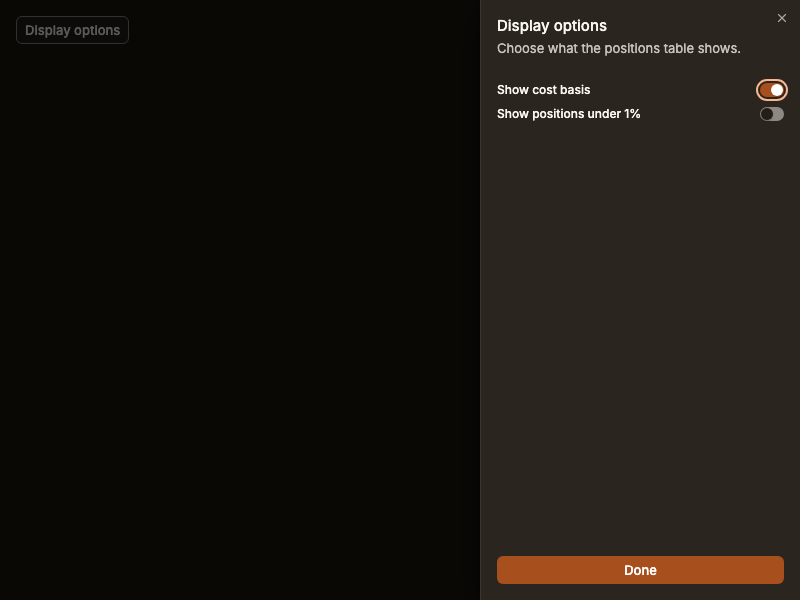 Display options
Display options
Choose what the positions table shows.
Show cost basis
Show positions under 1%
Done